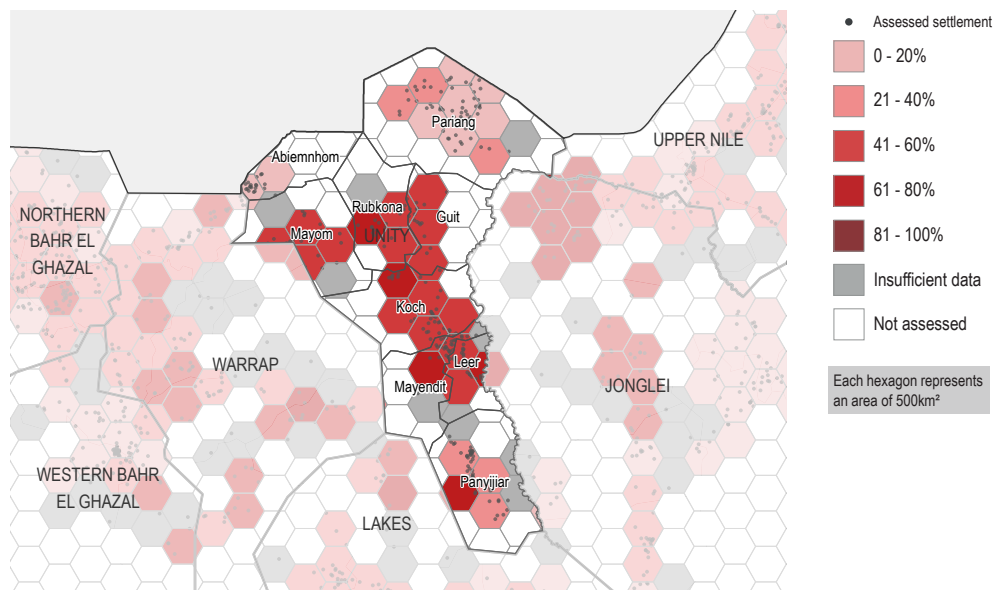 Assessed settlement
0 - 20%
21 - 40%
41 - 60%
61 - 80%
81 - 100%
Insufficient data
Not assessed
Each hexagon represents
an area of 500km²
Pariang
UPPER NILE
Abiemnhom
NORTHERN
BAHR EL
GHAZAL
Rubkona
Guit
Mayom
UNITY
Koch
WARRAP
Leer
Mayendit
JONGLEI
WESTERN BAHR
EL GHAZAL
Panyijiar
LAKES